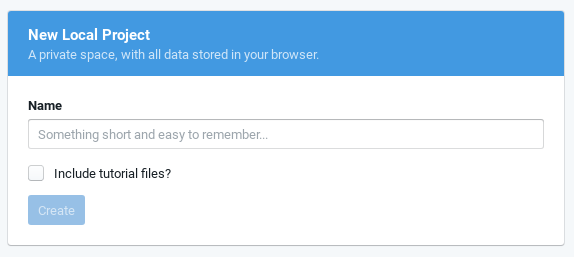 New Local Project
A private space, with all data stored in your browser.
Name
Something short and easy to remember...
Include tutorial files?
Create